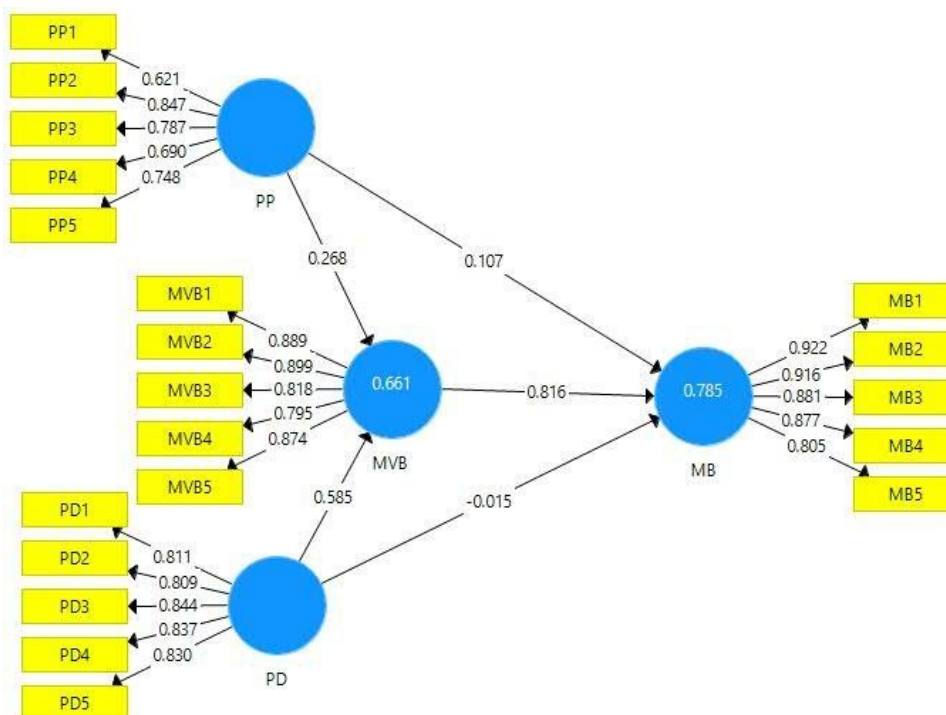 PP1
PP2
PP3
PP4
PP5
0.621
0.847
0.787
0.690
0.748
PP
0.268
0.107
MVB1
MVB2
MVB3
MVB4
MVB5
0.889
0.899
0.818
0.795
0.874
0.661
MVB
0.816
0.785
MB
0.922
0.916
0.881
0.877
0.805
MB1
MB2
MB3
MB4
MB5
0.585
-0.015
PD1
PD2
PD3
PD4
PD5
0.811
0.809
0.844
0.837
0.830
PD